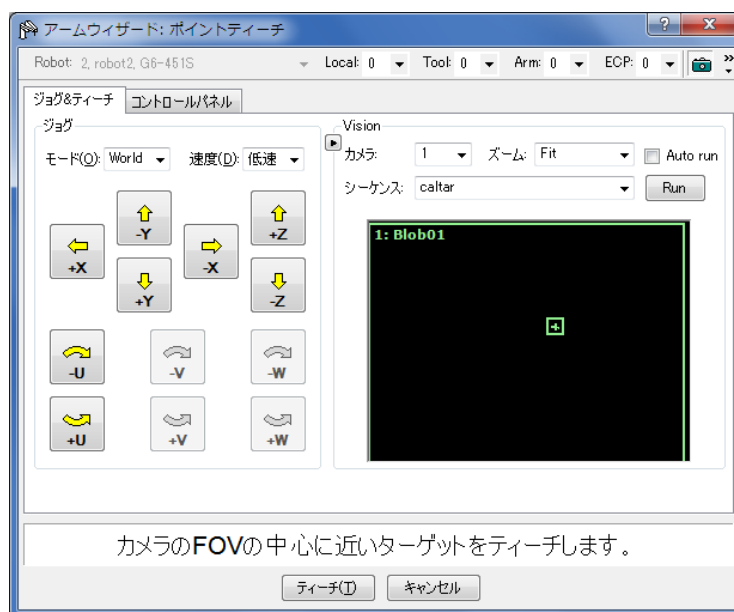 アームウィザード: ポイントティーチ
Robot: 2, robot2, G6-451S Local: 0 Tool: 0 Arm: 0 ECP: 0
ジョグ&ティーチ コントロールパネル
ジョグ
モード(O): World 速度(D): 低速
-Y
+Z
+X
-X
+Y
-Z
-U
-V
-W
+U
+V
+W
Vision
カメラ: 1 ズーム: Fit Auto run
シーケンス: caltar Run
1: Blob01
カメラのFOVの中心に近いターゲットをティーチします。
ティーチ(T) キャンセル